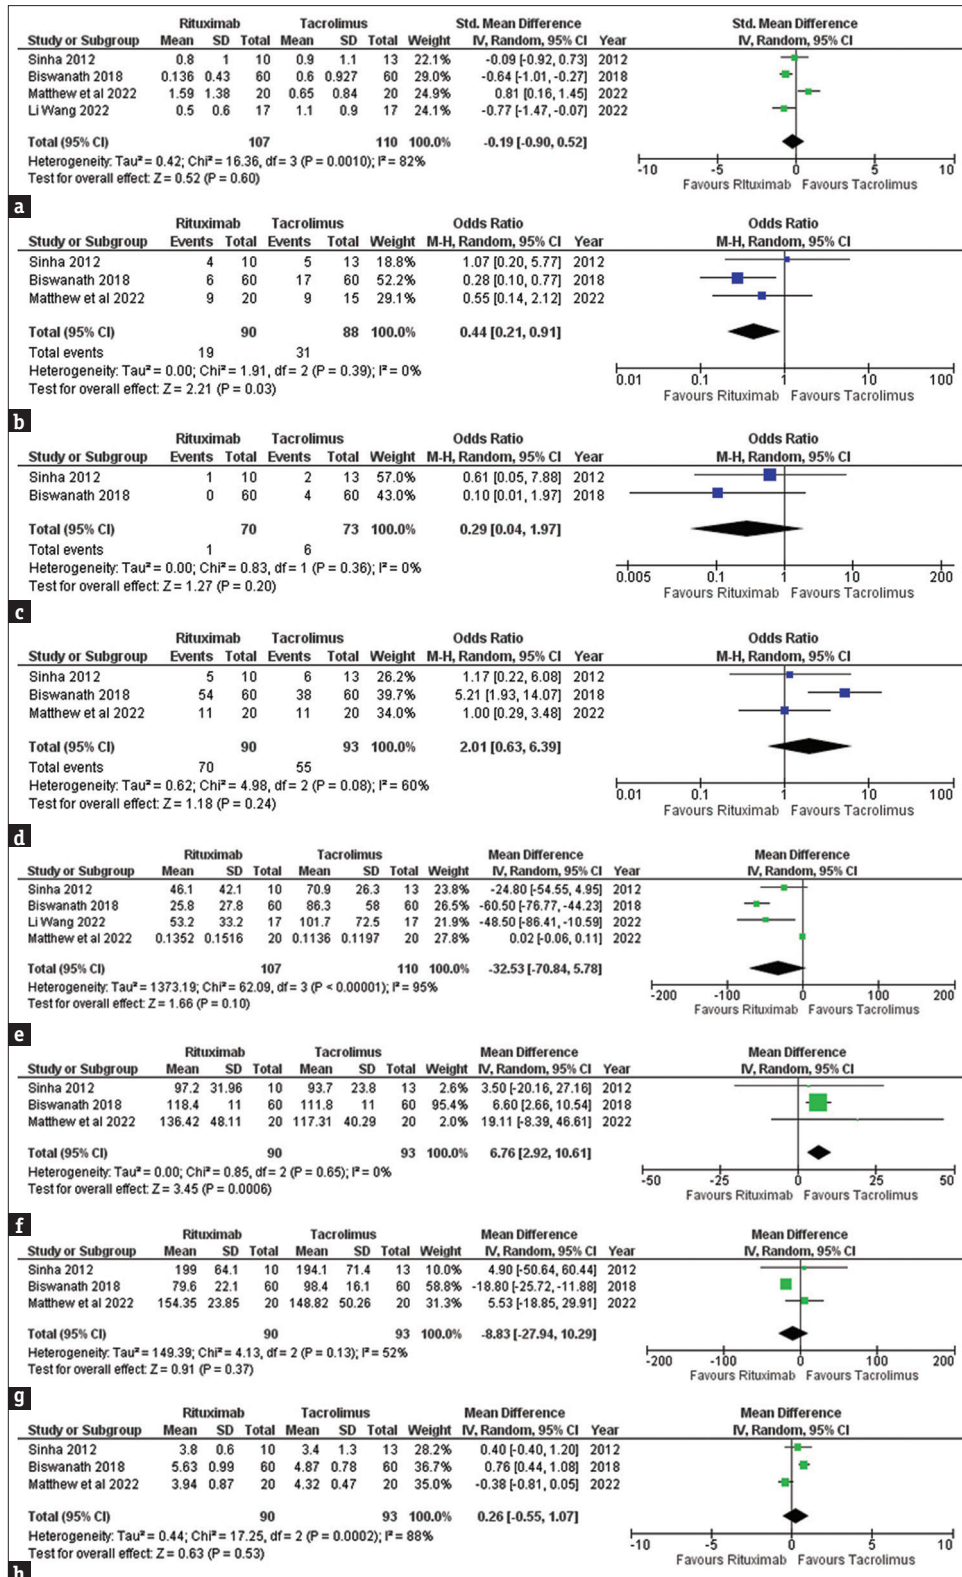 Rituximab Tacrolimus Std. Mean Difference Std. Mean Difference
Study or Subgroup Mean SD Total Mean SD Total Weight IV, Random, 95% CI Year IV, Random, 95% CI
Sinha 2012 0.8 1 10 0.9 1.1 13 22.1% -0.09 [-0.92, 0.73] 2012
Biswanath 2018 0.136 0.43 60 0.6 0.927 60 29.0% -0.64 [-1.01, -0.27] 2018
Matthew et al 2022 1.59 1.38 20 0.65 0.84 20 24.9% 0.81 [0.16, 1.45] 2022
Li Wang 2022 0.5 0.6 17 1.1 0.9 17 24.1% -0.77 [-1.47, -0.07] 2022
Total (95% CI) 107 110 100.0% -0.19 [-0.90, 0.52]
Heterogeneity: Tau² = 0.42; Chi² = 16.36, df = 3 (P = 0.0010); I² = 82%
Test for overall effect: Z = 0.52 (P = 0.60)
-10 -5 0 5 10
Favours Rituximab Favours Tacrolimus
a
Rituximab Tacrolimus Odds Ratio Odds Ratio
Study or Subgroup Events Total Events Total Weight M-H, Random, 95% CI Year M-H, Random, 95% CI
Sinha 2012 4 10 5 13 18.8% 1.07 [0.20, 5.77] 2012
Biswanath 2018 6 60 17 60 52.2% 0.28 [0.10, 0.77] 2018
Matthew et al 2022 9 20 9 15 29.1% 0.55 [0.14, 2.12] 2022
Total (95% CI) 90 88 100.0% 0.44 [0.21, 0.91]
Total events 19 31
Heterogeneity: Tau² = 0.00; Chi² = 1.91, df = 2 (P = 0.39); I² = 0%
Test for overall effect: Z = 2.21 (P = 0.03)
0.01 0.1 1 10 100
Favours Rituximab Favours Tacrolimus
b
Rituximab Tacrolimus Odds Ratio Odds Ratio
Study or Subgroup Events Total Events Total Weight M-H, Random, 95% CI Year M-H, Random, 95% CI
Sinha 2012 1 10 2 13 57.0% 0.61 [0.05, 7.88] 2012
Biswanath 2018 0 60 4 60 43.0% 0.10 [0.01, 1.97] 2018
Total (95% CI) 70 73 100.0% 0.29 [0.04, 1.97]
Total events 1 6
Heterogeneity: Tau² = 0.00; Chi² = 0.83, df = 1 (P = 0.36); I² = 0%
Test for overall effect: Z = 1.27 (P = 0.20)
0.005 0.1 1 10 200
Favours Rituximab Favours Tacrolimus
c
Rituximab Tacrolimus Odds Ratio Odds Ratio
Study or Subgroup Events Total Events Total Weight M-H, Random, 95% CI Year M-H, Random, 95% CI
Sinha 2012 5 10 6 13 26.2% 1.17 [0.22, 6.08] 2012
Biswanath 2018 54 60 38 60 39.7% 5.21 [1.93, 14.07] 2018
Matthew et al 2022 11 20 11 20 34.0% 1.00 [0.29, 3.48] 2022
Total (95% CI) 90 93 100.0% 2.01 [0.63, 6.39]
Total events 70 55
Heterogeneity: Tau² = 0.62; Chi² = 4.98, df = 2 (P = 0.08); I² = 60%
Test for overall effect: Z = 1.18 (P = 0.24)
0.01 0.1 1 10 100
Favours Rituximab Favours Tacrolimus
d
Rituximab Tacrolimus Mean Difference Mean Difference
Study or Subgroup Mean SD Total Mean SD Total Weight IV, Random, 95% CI Year IV, Random, 95% CI
Sinha 2012 46.1 42.1 10 70.9 26.3 13 23.8% -24.80 [-54.55, 4.95] 2012
Biswanath 2018 25.8 27.8 60 86.3 58 60 26.5% -60.50 [-76.77, -44.23] 2018
Li Wang 2022 53.2 33.2 17 101.7 72.5 17 21.9% -48.50 [-86.41, -10.59] 2022
Matthew et al 2022 0.1352 0.1516 20 0.1136 0.1197 20 27.8% 0.02 [-0.06, 0.11] 2022
Total (95% CI) 107 110 100.0% -32.53 [-70.84, 5.78]
Heterogeneity: Tau² = 1373.19; Chi² = 62.09, df = 3 (P < 0.00001); I² = 95%
Test for overall effect: Z = 1.66 (P = 0.10)
-200 -100 0 100 200
Favours Rituximab Favours Tacrolimus
e
Rituximab Tacrolimus Mean Difference Mean Difference
Study or Subgroup Mean SD Total Mean SD Total Weight IV, Random, 95% CI Year IV, Random, 95% CI
Sinha 2012 97.2 31.96 10 93.7 23.8 13 2.6% 3.50 [-20.16, 27.16] 2012
Biswanath 2018 118.4 11 60 111.8 11 60 95.4% 6.60 [2.66, 10.54] 2018
Matthew et al 2022 136.42 48.11 20 117.31 40.29 20 2.0% 19.11 [-8.39, 46.61] 2022
Total (95% CI) 90 93 100.0% 6.76 [2.92, 10.61]
Heterogeneity: Tau² = 0.00; Chi² = 0.85, df = 2 (P = 0.65); I² = 0%
Test for overall effect: Z = 3.45 (P = 0.0006)
-50 -25 0 25 50
Favours Rituximab Favours Tacrolimus
f
Rituximab Tacrolimus Mean Difference Mean Difference
Study or Subgroup Mean SD Total Mean SD Total Weight IV, Random, 95% CI Year IV, Random, 95% CI
Sinha 2012 199 64.1 10 194.1 71.4 13 10.0% 4.90 [-50.64, 60.44] 2012
Biswanath 2018 79.6 22.1 60 98.4 16.1 60 58.8% -18.80 [-25.72, -11.88] 2018
Matthew et al 2022 154.35 23.85 20 148.82 50.26 20 31.3% 5.53 [-18.85, 29.91] 2022
Total (95% CI) 90 93 100.0% -8.83 [-27.94, 10.29]
Heterogeneity: Tau² = 149.39; Chi² = 4.13, df = 2 (P = 0.13); I² = 52%
Test for overall effect: Z = 0.91 (P = 0.37)
-200 -100 0 100 200
Favours Rituximab Favours Tacrolimus
g
Rituximab Tacrolimus Mean Difference Mean Difference
Study or Subgroup Mean SD Total Mean SD Total Weight IV, Random, 95% CI Year IV, Random, 95% CI
Sinha 2012 3.8 0.6 10 3.4 1.3 13 28.2% 0.40 [-0.40, 1.20] 2012
Biswanath 2018 5.63 0.99 60 4.87 0.78 60 36.7% 0.76 [0.44, 1.08] 2018
Matthew et al 2022 3.94 0.87 20 4.32 0.47 20 35.0% -0.38 [-0.81, 0.05] 2022
Total (95% CI) 90 93 100.0% 0.26 [-0.55, 1.07]
Heterogeneity: Tau² = 0.44; Chi² = 17.25, df = 2 (P = 0.0002); I² = 88%
Test for overall effect: Z = 0.63 (P = 0.53)
-10 -5 0 5 10
Favours Rituximab Favours Tacrolimus
h